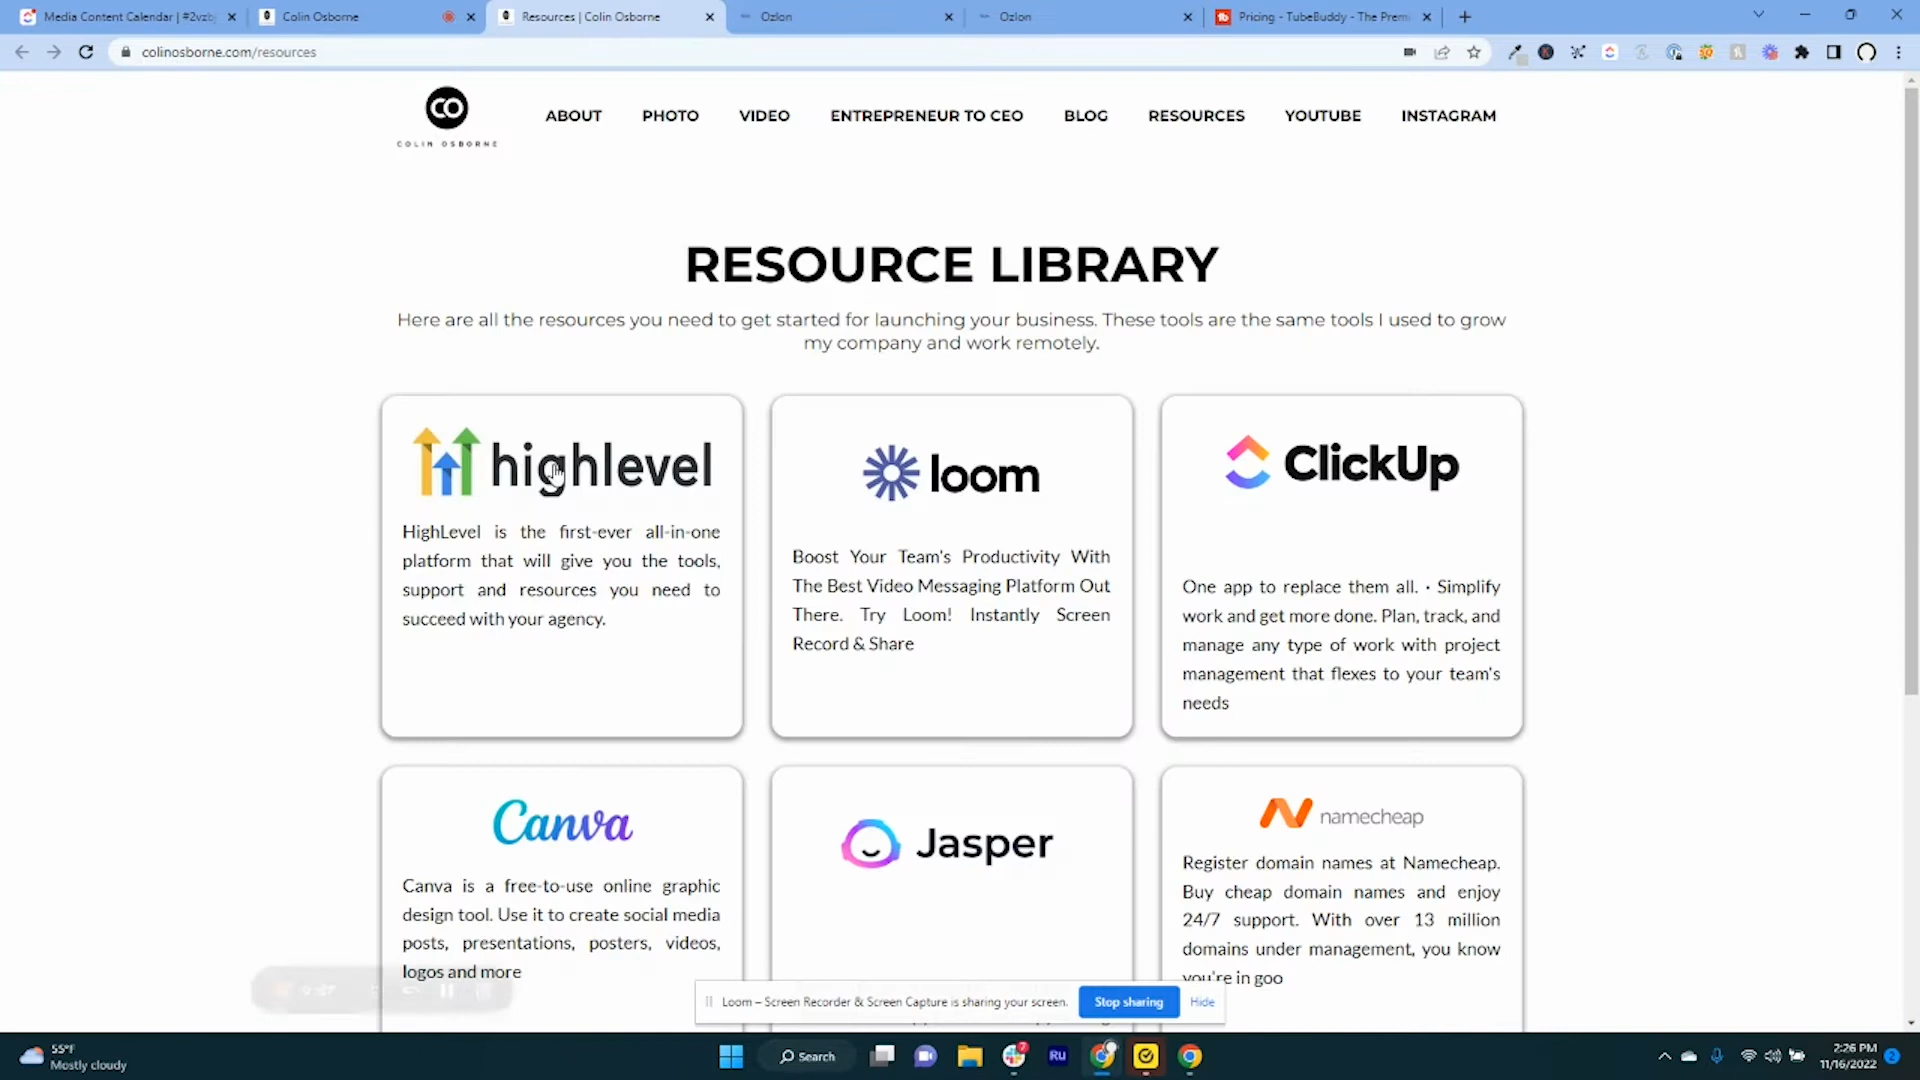 Media Content Calendar | #2vzb
Colin Osborne
Resources | Colin Osborne
Ozlon
Ozlon
Pricing - TubeBuddy - The Premi
colinosborne.com/resources
CO
COLIN OSBORNE
ABOUT
PHOTO
VIDEO
ENTREPRENEUR TO CEO
BLOG
RESOURCES
YOUTUBE
INSTAGRAM
RESOURCE LIBRARY
Here are all the resources you need to get started for launching your business. These tools are the same tools I used to grow
my company and work remotely.
highlevel
HighLevel is the first-ever all-in-one
platform that will give you the tools,
support and resources you need to
succeed with your agency.
loom
Boost Your Team's Productivity With
The Best Video Messaging Platform Out
There. Try Loom! Instantly Screen
Record & Share
ClickUp
One app to replace them all. · Simplify
work and get more done. Plan, track, and
manage any type of work with project
management that flexes to your team's
needs
Canva
Canva is a free-to-use online graphic
design tool. Use it to create social media
posts, presentations, posters, videos,
logos and more
Jasper
namecheap
Register domain names at Namecheap.
Buy cheap domain names and enjoy
24/7 support. With over 13 million
domains under management, you know
you're in goo
Loom – Screen Recorder & Screen Capture is sharing your screen.
Stop sharing
Hide
55°F
Mostly cloudy
Search
7
Ru
2:26 PM
11/16/2022
2